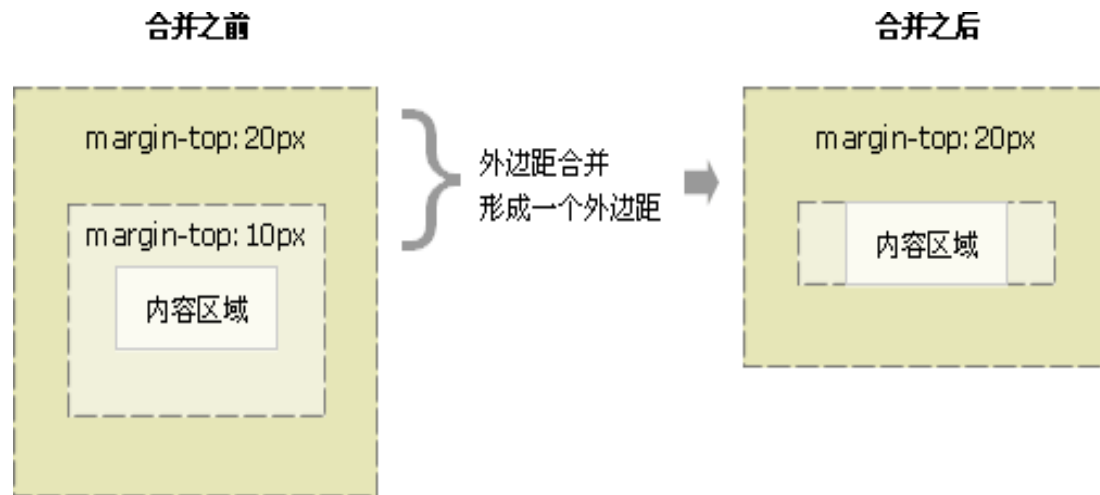 合并之前
合并之后
margin-top: 20px
margin-top: 10px
内容区域
外边距合并
形成一个外边距
margin-top: 20px
内容区域